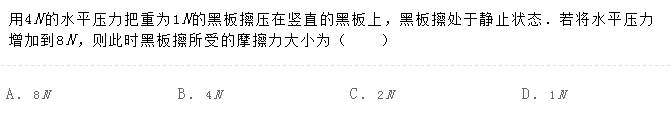 用4N的水平压力把重为1N的黑板擦压在竖直的黑板上，黑板擦处于静止状态．若将水平压力
增加到8N，则此时黑板擦所受的摩擦力大小为（　　）
A. 8N B. 4N C. 2N D. 1N